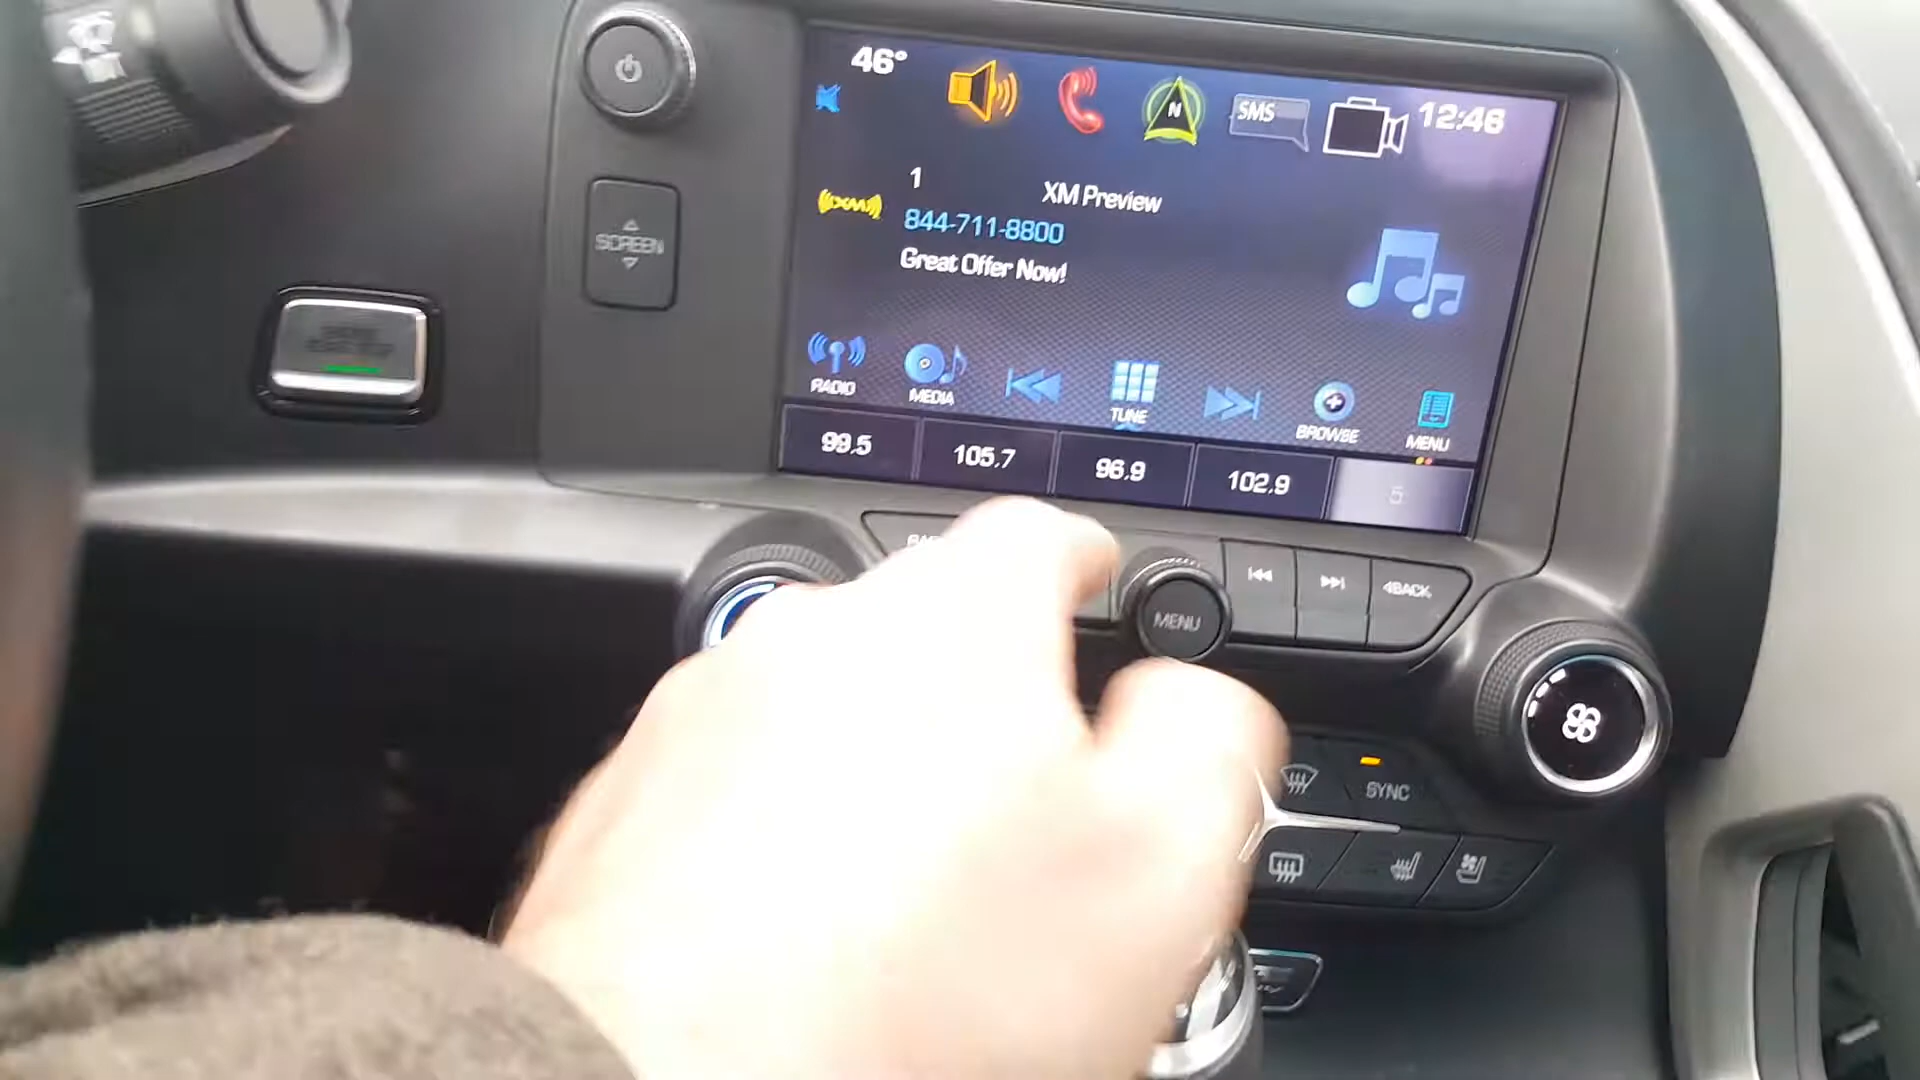 46°
SMS
12:46
N
1
XM Preview
XM
844-711-8800
Great Offer Now!
SCREEN
RADIO
MEDIA
TUNE
BROWSE
MENU
99.5
105.7
96.9
102.9
5
MENU
BACK
SYNC